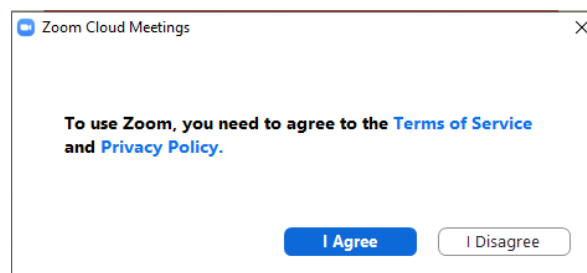 Zoom Cloud Meetings
To use Zoom, you need to agree to the Terms of Service
and Privacy Policy.
I Agree
I Disagree